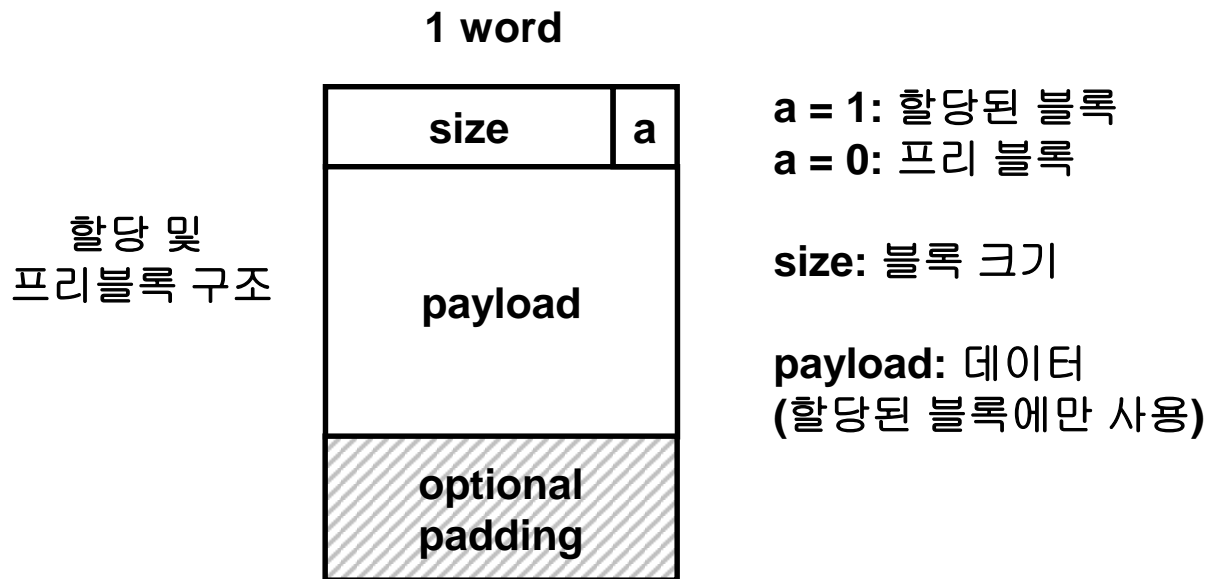 1 word
size a
a = 1: 할당된 블록
a = 0: 프리 블록
할당 및
프리블록 구조
size: 블록 크기
payload
payload: 데이터
(할당된 블록에만 사용)
optional
padding